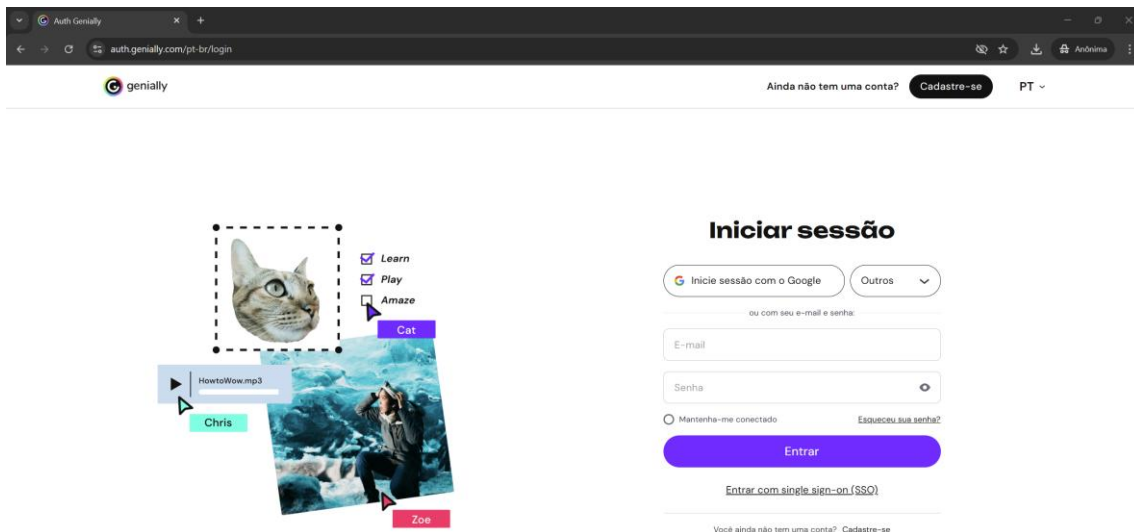 Auth Genially
auth.genially.com/pt-br/login
Anônima
genially
Ainda não tem uma conta? Cadastre-se PT
Iniciar sessão
Learn
Play
Amaze
Cat
HowtoWow.mp3
Chris
Zoe
Inicie sessão com o Google Outros
ou com seu e-mail e senha:
E-mail
Senha
Mantenha-me conectado Esqueceu sua senha?
Entrar
Entrar com single sign-on (SSO)
Você ainda não tem uma conta? Cadastre-se